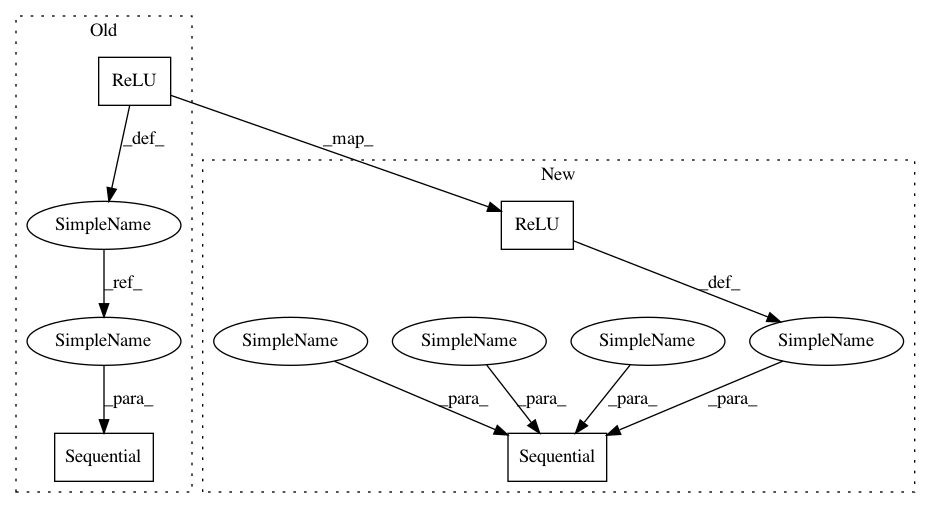 Old
ReLU
_def_
_map_
New
SimpleName
ReLU
_ref_
_def_
SimpleName
SimpleName
SimpleName
SimpleName
SimpleName
_para_
_para_
_para_
_para_
_para_
Sequential
Sequential